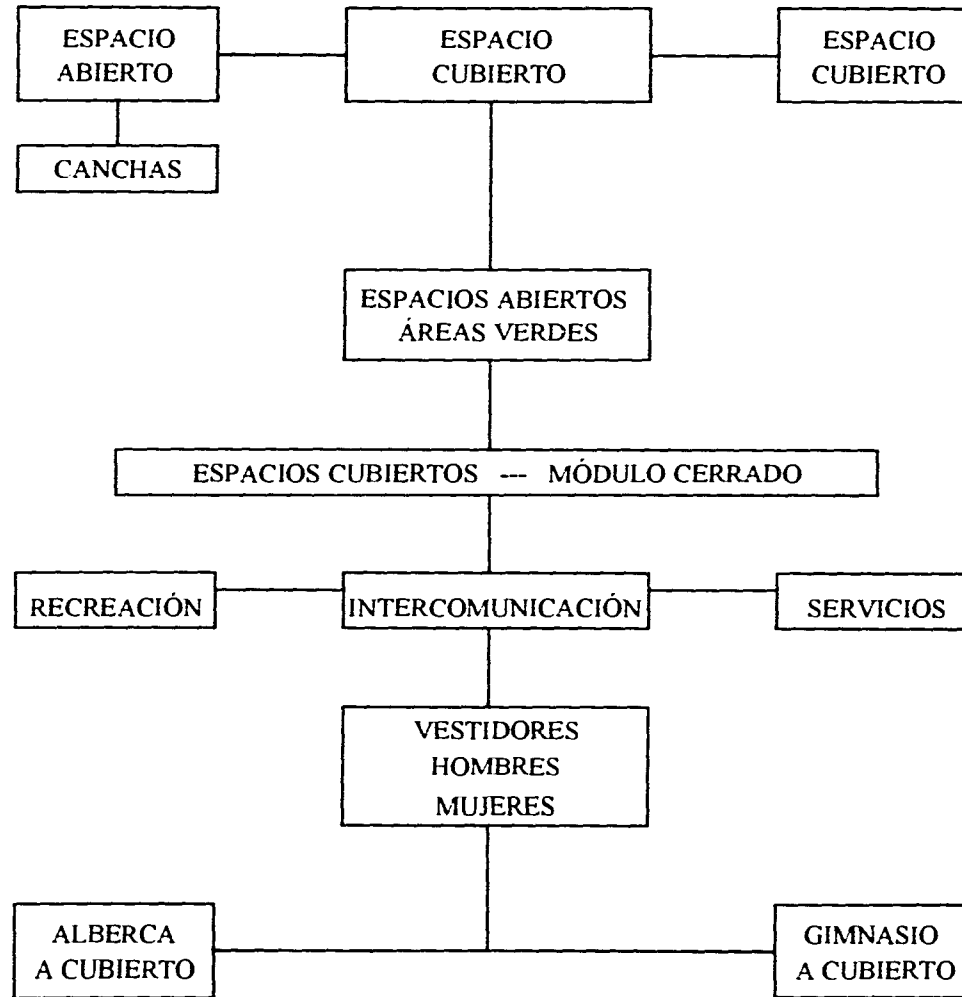 ESPACIO
ABIERTO
ESPACIO
CUBIERTO
ESPACIO
CUBIERTO
CANCHAS
ESPACIOS ABIERTOS
ÁREAS VERDES
ESPACIOS CUBIERTOS --- MÓDULO CERRADO
RECREACIÓN
INTERCOMUNICACIÓN
SERVICIOS
VESTIDORES
HOMBRES
MUJERES
ALBERCA
A CUBIERTO
GIMNASIO
A CUBIERTO